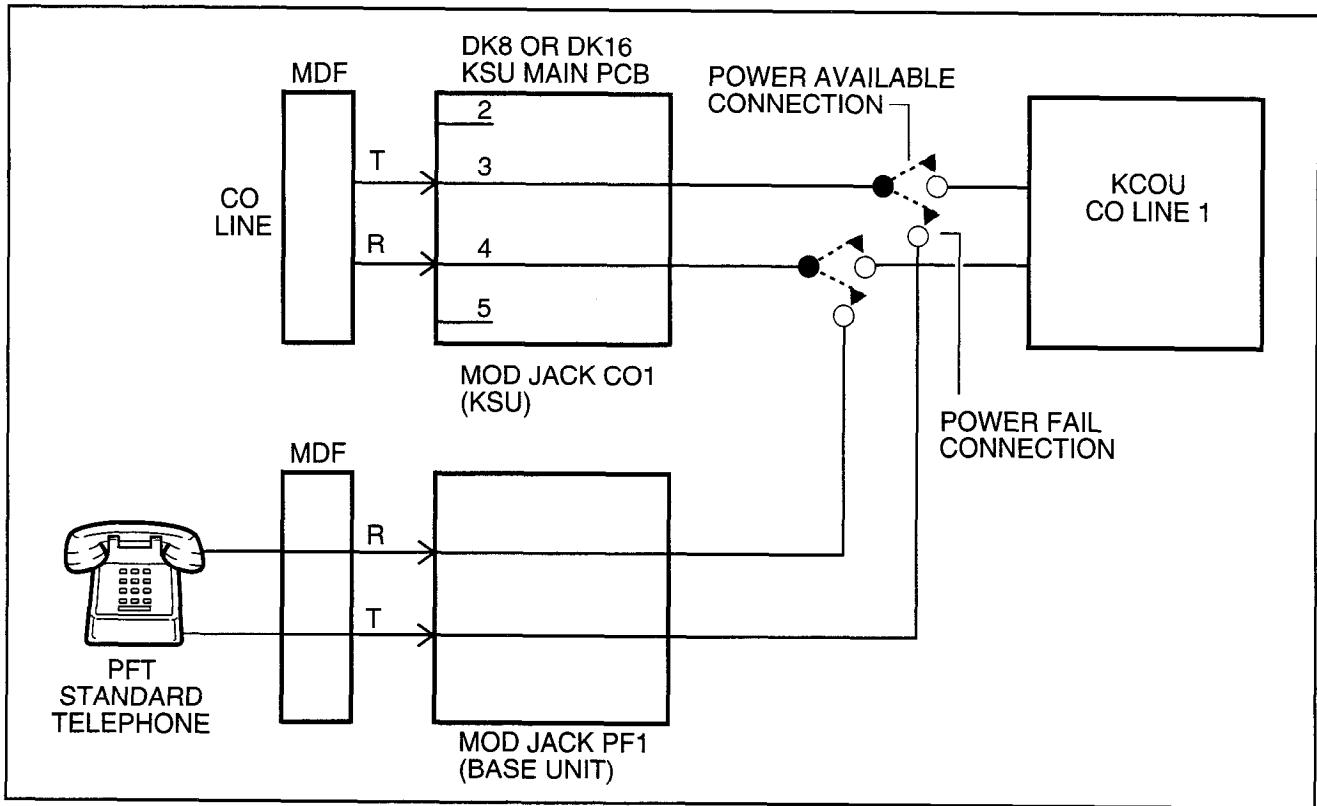 MDF
DK8 OR DK16
KSU MAIN PCB
POWER AVAILABLE
CONNECTION
2
T
3
CO
LINE
R
4
5
KCOU
CO LINE 1
MOD JACK CO1
(KSU)
POWER FAIL
CONNECTION
MDF
R
T
PFT
STANDARD
TELEPHONE
MOD JACK PF1
(BASE UNIT)